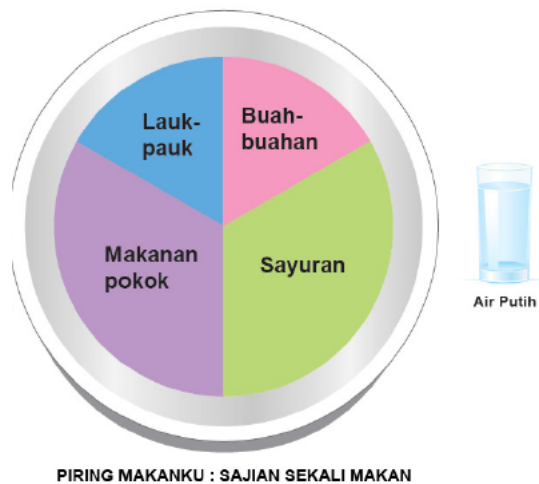 Lauk-
pauk
Buah-
buahan
Makanan
pokok
Sayuran
Air Putih
PIRING MAKANKU : SAJIAN SEKALI MAKAN